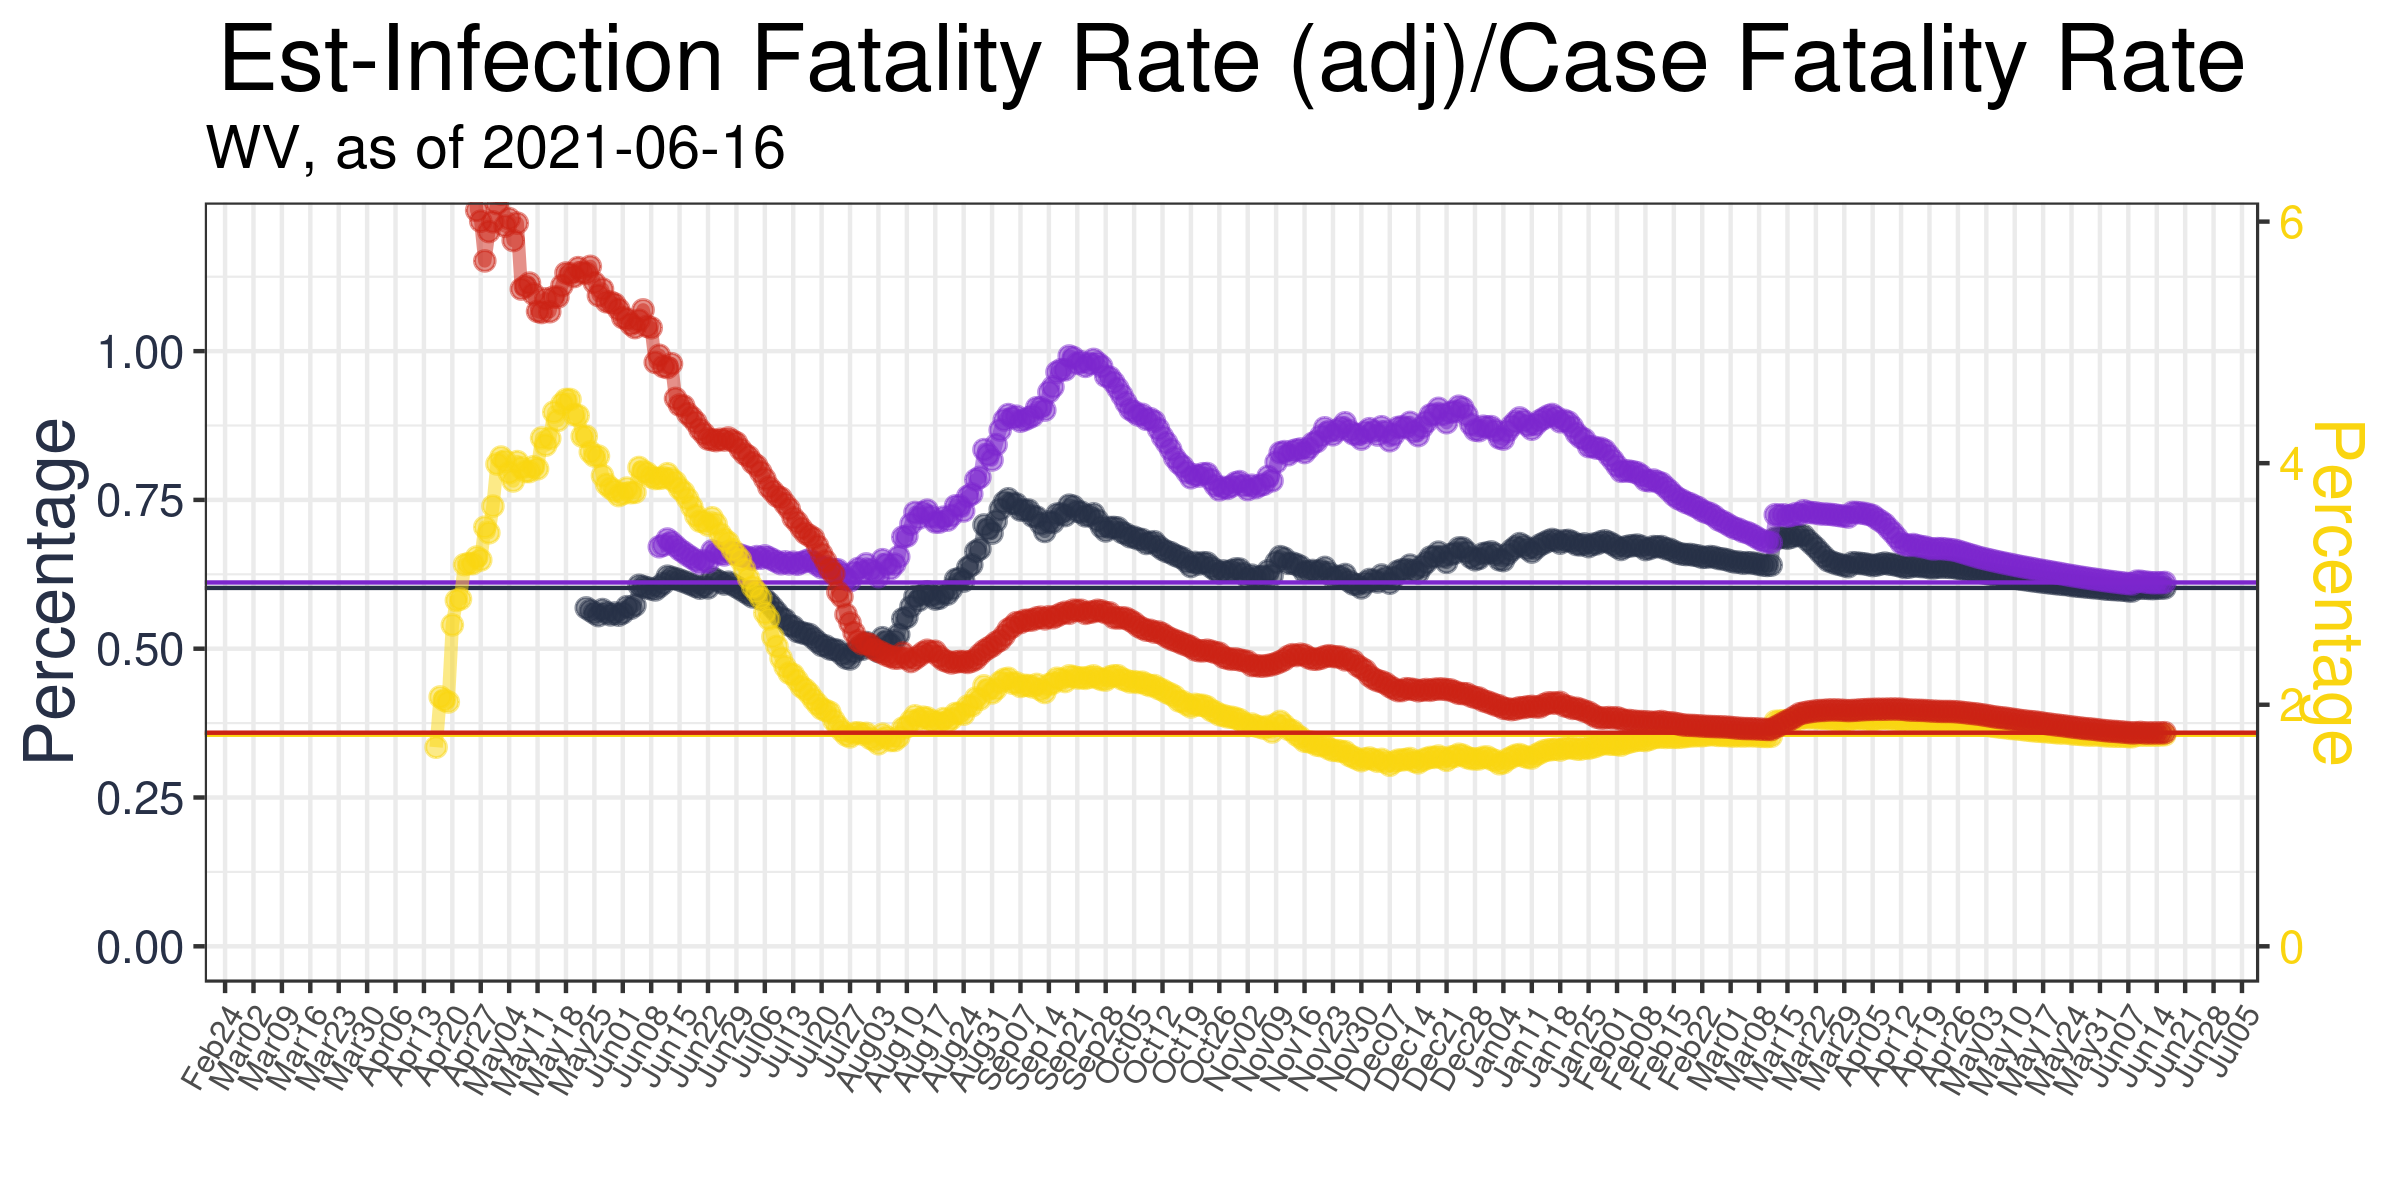 Est-Infection Fatality Rate (adj)/Case Fatality Rate
WV, as of 2021-06-16
Percentage
1.00
0.75
0.50
0.25
0.00
6
4
2
0
Percentage
Feb24
Mar02
Mar09
Mar16
Mar23
Mar30
Apr06
Apr13
Apr20
Apr27
May04
May11
May18
May25
Jun01
Jun08
Jun15
Jun22
Jun29
Jul06
Jul13
Jul20
Jul27
Aug03
Aug10
Aug17
Aug24
Aug31
Sep07
Sep14
Sep21
Sep28
Oct05
Oct12
Oct19
Oct26
Nov02
Nov09
Nov16
Nov23
Nov30
Dec07
Dec14
Dec21
Dec28
Jan04
Jan11
Jan18
Jan25
Feb01
Feb08
Feb15
Feb22
Mar01
Mar08
Mar15
Mar22
Mar29
Apr05
Apr12
Apr19
Apr26
May03
May10
May17
May24
May31
Jun07
Jun14
Jun21
Jun28
Jul05